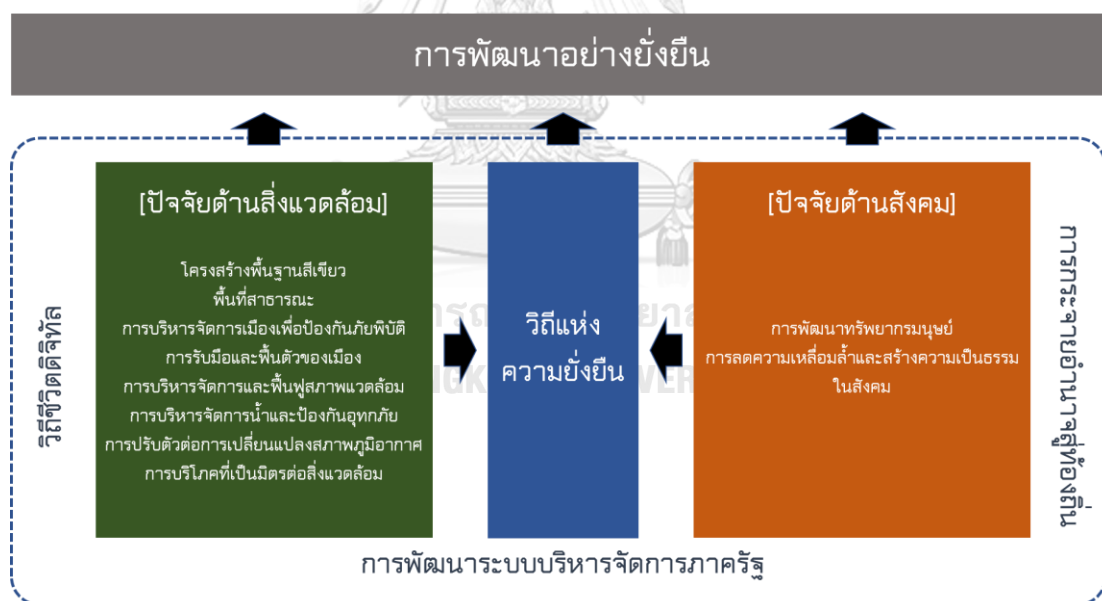 การพัฒนาอย่างยั่งยืน
[ปัจจัยด้านสิ่งแวดล้อม]
โครงสร้างพื้นฐานสีเขียว
พื้นที่สาธารณะ
การบริหารจัดการเมืองเพื่อป้องกันภัยพิบัติ
การรับมือและฟื้นตัวของเมือง
การบริหารจัดการและฟื้นฟูสภาพแวดล้อม
การบริหารจัดการน้ำและป้องกันอุทกภัย
การปรับตัวต่อการเปลี่ยนแปลงสภาพภูมิอากาศ
การบริโภคที่เป็นมิตรต่อสิ่งแวดล้อม
วิถีแห่ง
ความยั่งยืน
[ปัจจัยด้านสังคม]
การพัฒนาทรัพยากรมนุษย์
การลดความเหลื่อมล้ำและสร้างความเป็นธรรม
ในสังคม
วิถีชีวิตดิจิทัล
การกระจายอำนาจสู่ท้องถิ่น
การพัฒนาระบบบริหารจัดการภาครัฐ